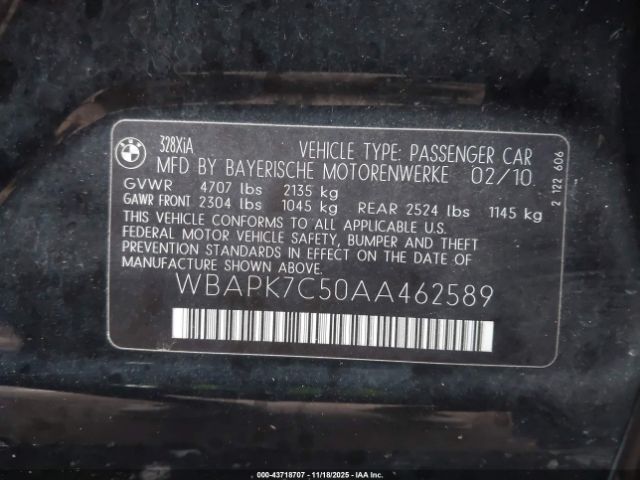 BMW
328XiA
VEHICLE TYPE: PASSENGER CAR
MFD BY BAYERISCHE MOTORENWERKE 02/10
GVWR 4707 lbs 2135 kg
GAWR FRONT 2304 lbs 1045 kg REAR 2524 lbs 1145 kg
THIS VEHICLE CONFORMS TO ALL APPLICABLE U.S.
FEDERAL MOTOR VEHICLE SAFETY, BUMPER AND THEFT
PREVENTION STANDARDS IN EFFECT ON THE DATE OF
MANUFACTURE SHOWN ABOVE.
WBAPK7C50AA462589
2 122 606
000-43718707 - 11/18/2025 - IAA Inc.